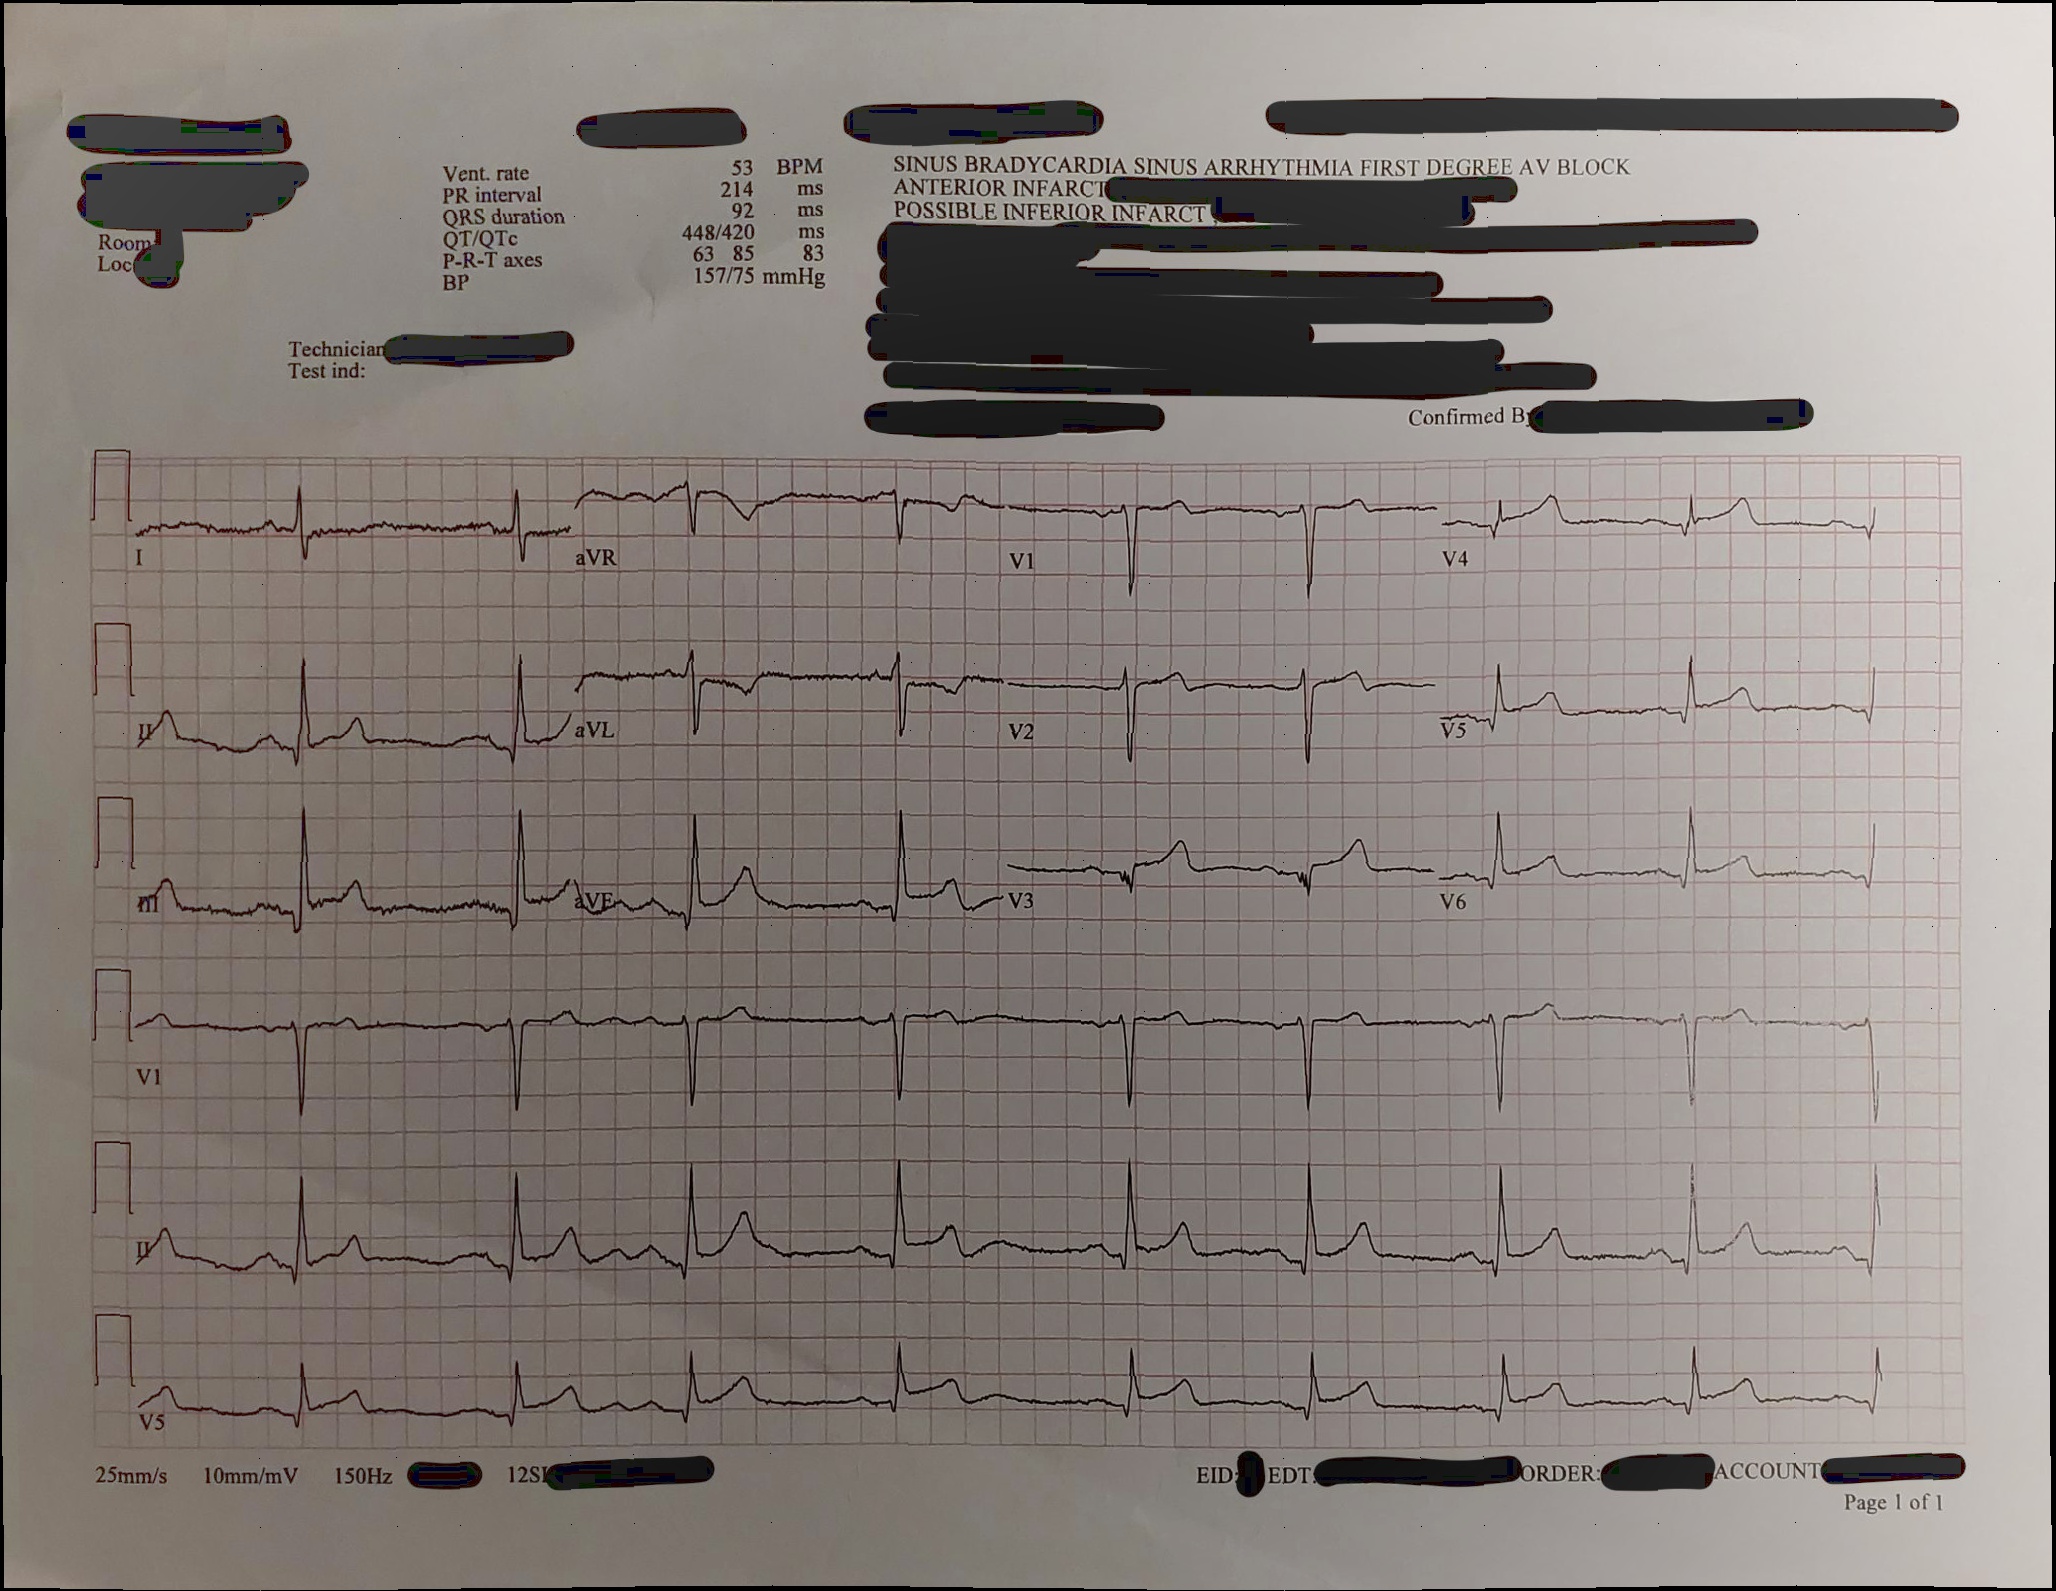 Vent. rate 53 BPM
PR interval 214 ms
QRS duration 92 ms
QT/QTc 448/420 ms
P-R-T axes 63 85 83
BP 157/75 mmHg
SINUS BRADYCARDIA SINUS ARRHYTHMIA FIRST DEGREE AV BLOCK
ANTERIOR INFARCT
POSSIBLE INFERIOR INFARCT
Room:
Loc
Technician
Test ind:
Confirmed By
I aVR V1 V4
II aVL V2 V5
III aVF V3 V6
V1
II
V5
25mm/s 10mm/mV 150Hz 12SL EID: EDT: ORDER: ACCOUNT
Page 1 of 1